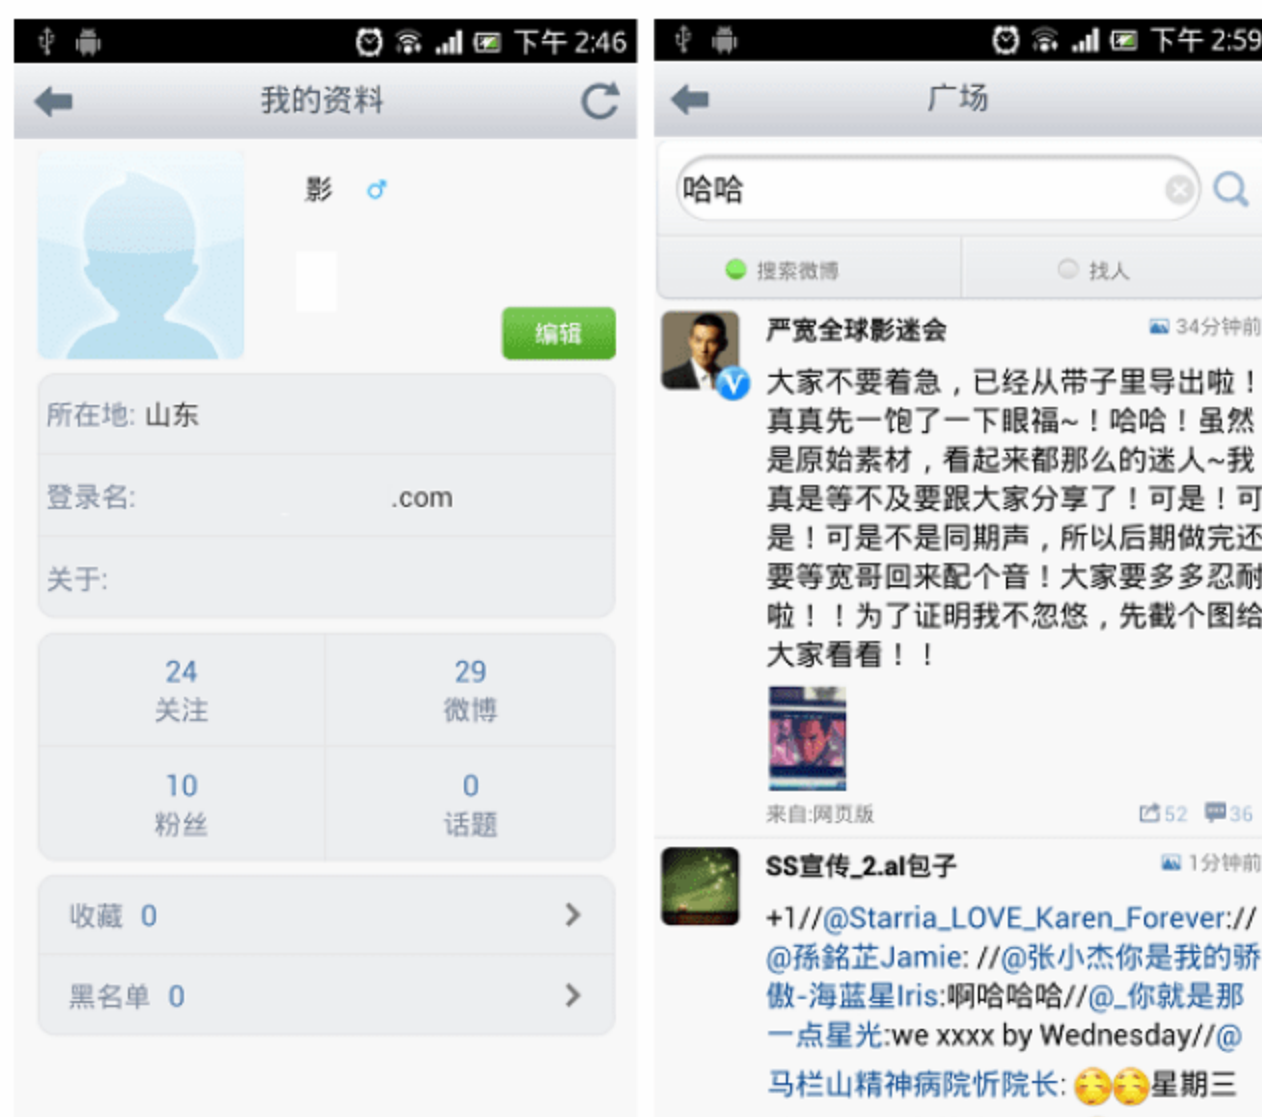 下午 2:46
我的资料
影
编辑
所在地: 山东
登录名: .com
关于:
24
关注
29
微博
10
粉丝
0
话题
收藏 0
黑名单 0
下午 2:59
广场
哈哈
搜索微博
找人
严宽全球影迷会
34分钟前
大家不要着急，已经从带子里导出啦！
真真先一饱了一下眼福~！哈哈！虽然
是原始素材，看起来都那么的迷人~我
真是等不及要跟大家分享了！可是！可
是！可是不是同期声，所以后期做完还
要等宽哥回来配个音！大家要多多忍耐
啦！！为了证明我不忽悠，先截个图给
大家看看！！
来自:网页版
52
36
SS宣传_2.al包子
1分钟前
+1//@Starria_LOVE_Karen_Forever://
@孫銘芷Jamie: //@张小杰你是我的骄
傲-海蓝星Iris:啊哈哈哈//@_你就是那
一点星光:we xxxx by Wednesday//@
马栏山精神病院忻院长: 星期三